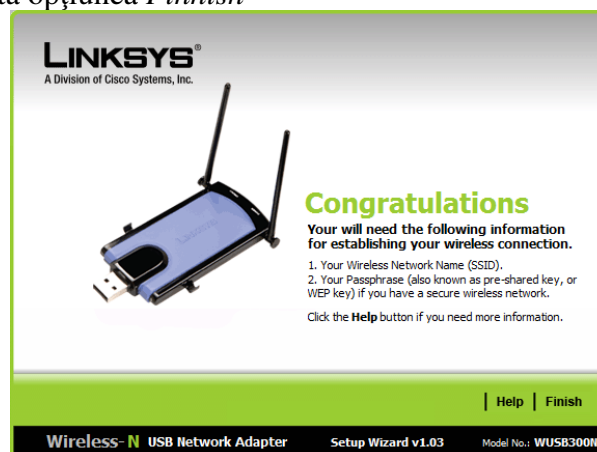 opţiunea Finnish
LINKSYS®
A Division of Cisco Systems, Inc.
Congratulations
Your will need the following information
for establishing your wireless connection.
1. Your Wireless Network Name (SSID).
2. Your Passphrase (also known as pre-shared key, or
WEP key) if you have a secure wireless network.
Click the Help button if you need more information.
Help Finish
Wireless-N USB Network Adapter Setup Wizard v1.03 Model No.: WUSB300N